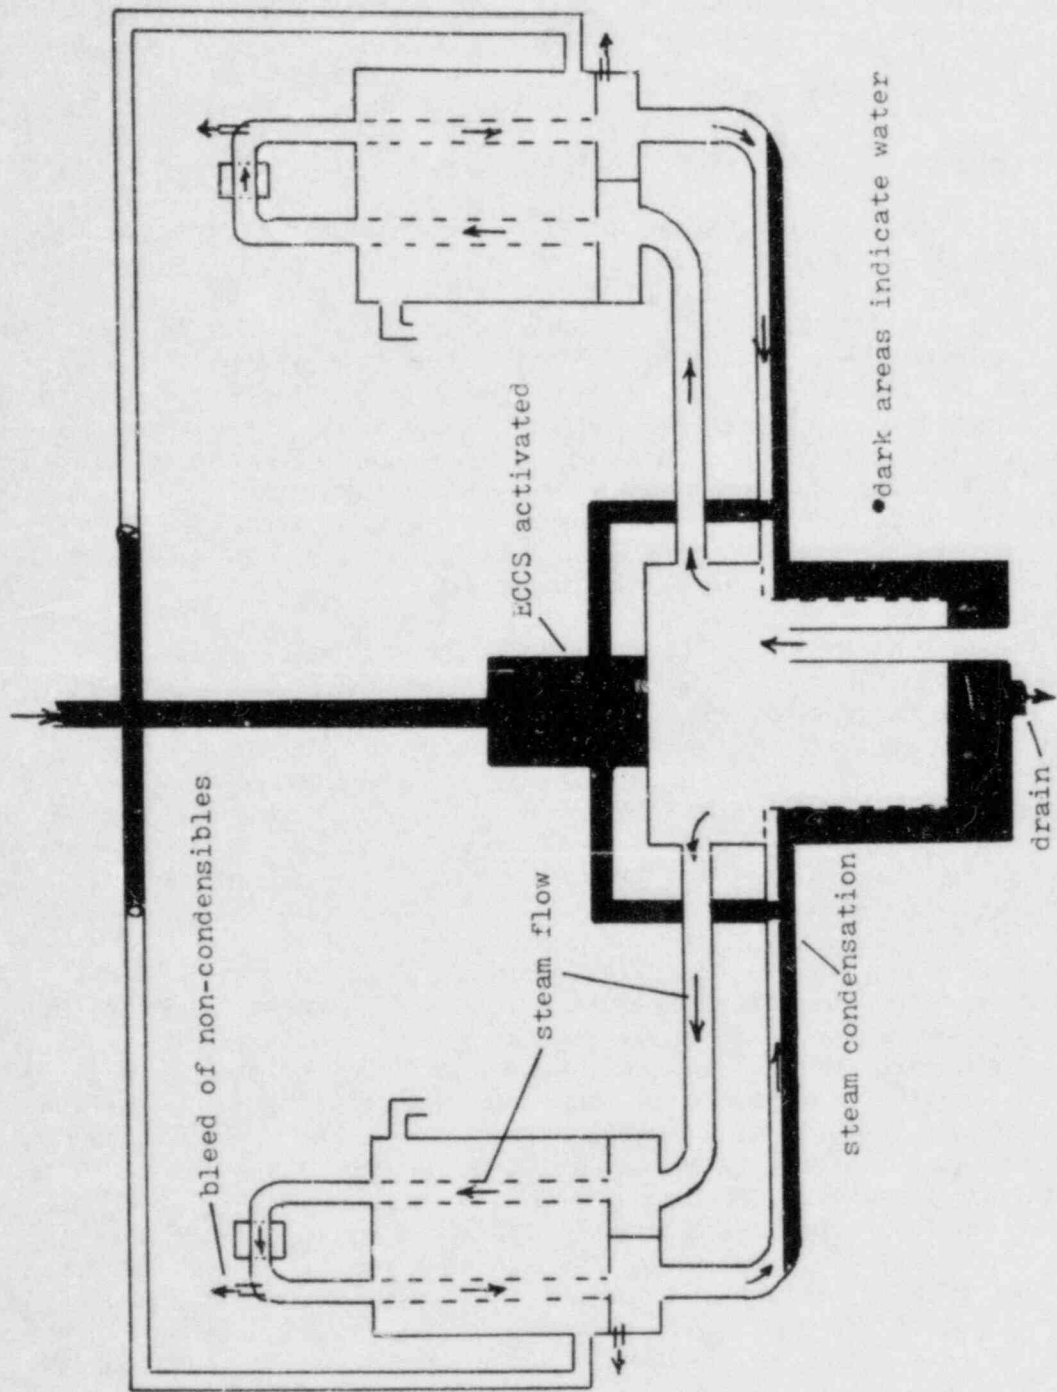 bleed of non-condensibles
steam flow
ECCS activated
steam condensation
drain
•dark areas indicate water